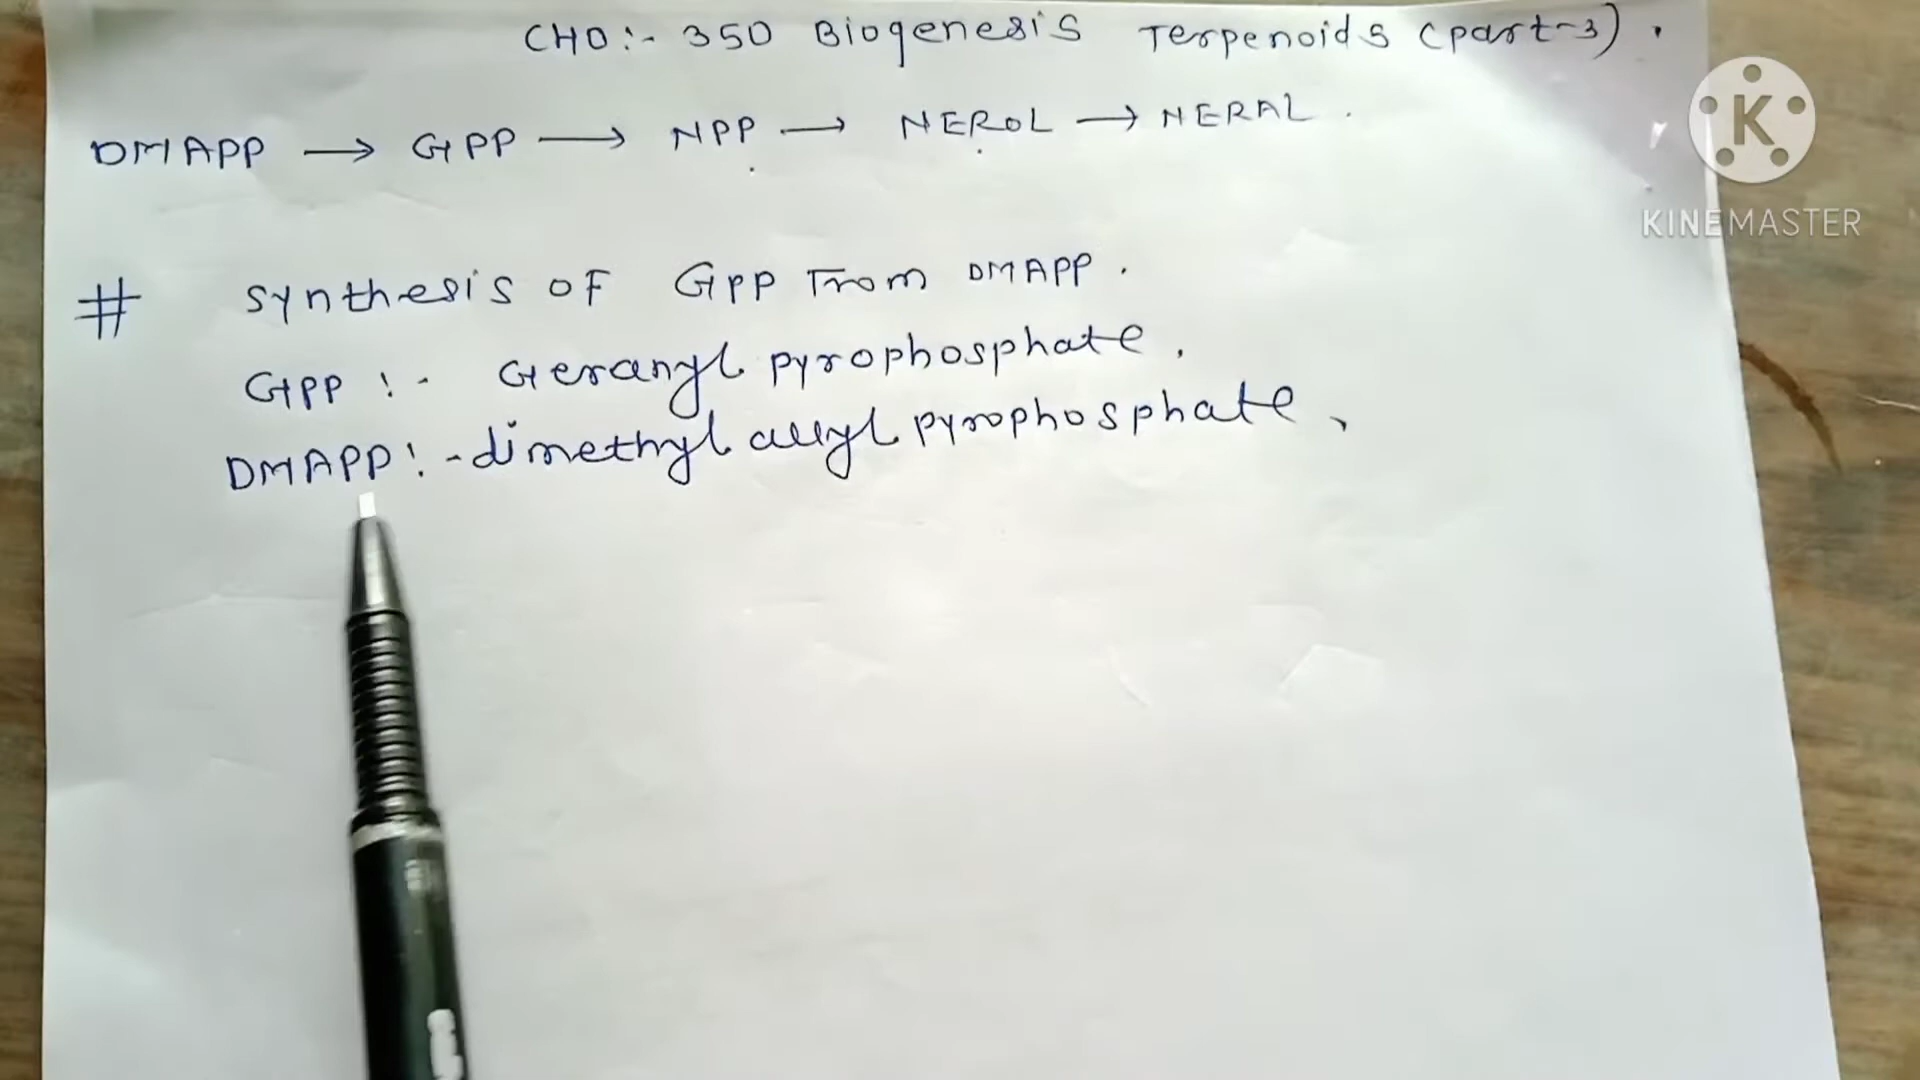 CHO:- 350 Biogenesis Terpenoids (part-3).
DMAPP → GPP → NPP → NEROL → NERAL.
# Synthesis OF GPP From DMAPP.
GPP :- Geranyl pyrophosphate.
DMAPP :- dimethyl allyl pyrophosphate,
K
KINEMASTER